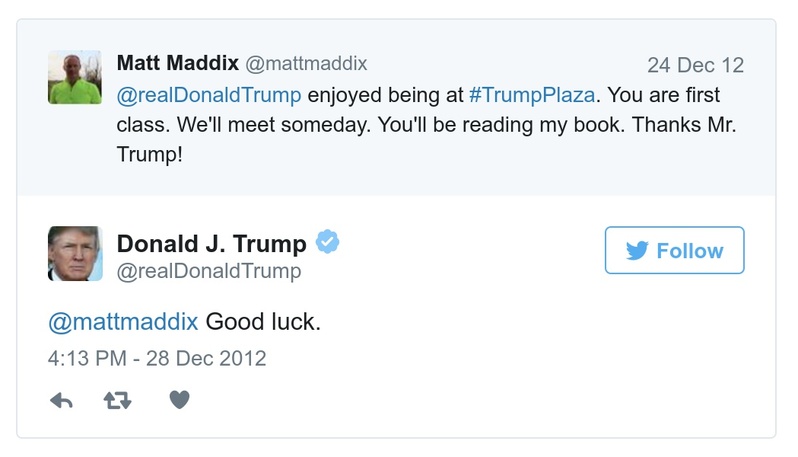 Matt Maddix @mattmaddix 24 Dec 12
@realDonaldTrump enjoyed being at #TrumpPlaza. You are first
class. We'll meet someday. You'll be reading my book. Thanks Mr.
Trump!
Donald J. Trump
@realDonaldTrump
Follow
@mattmaddix Good luck.
4:13 PM - 28 Dec 2012